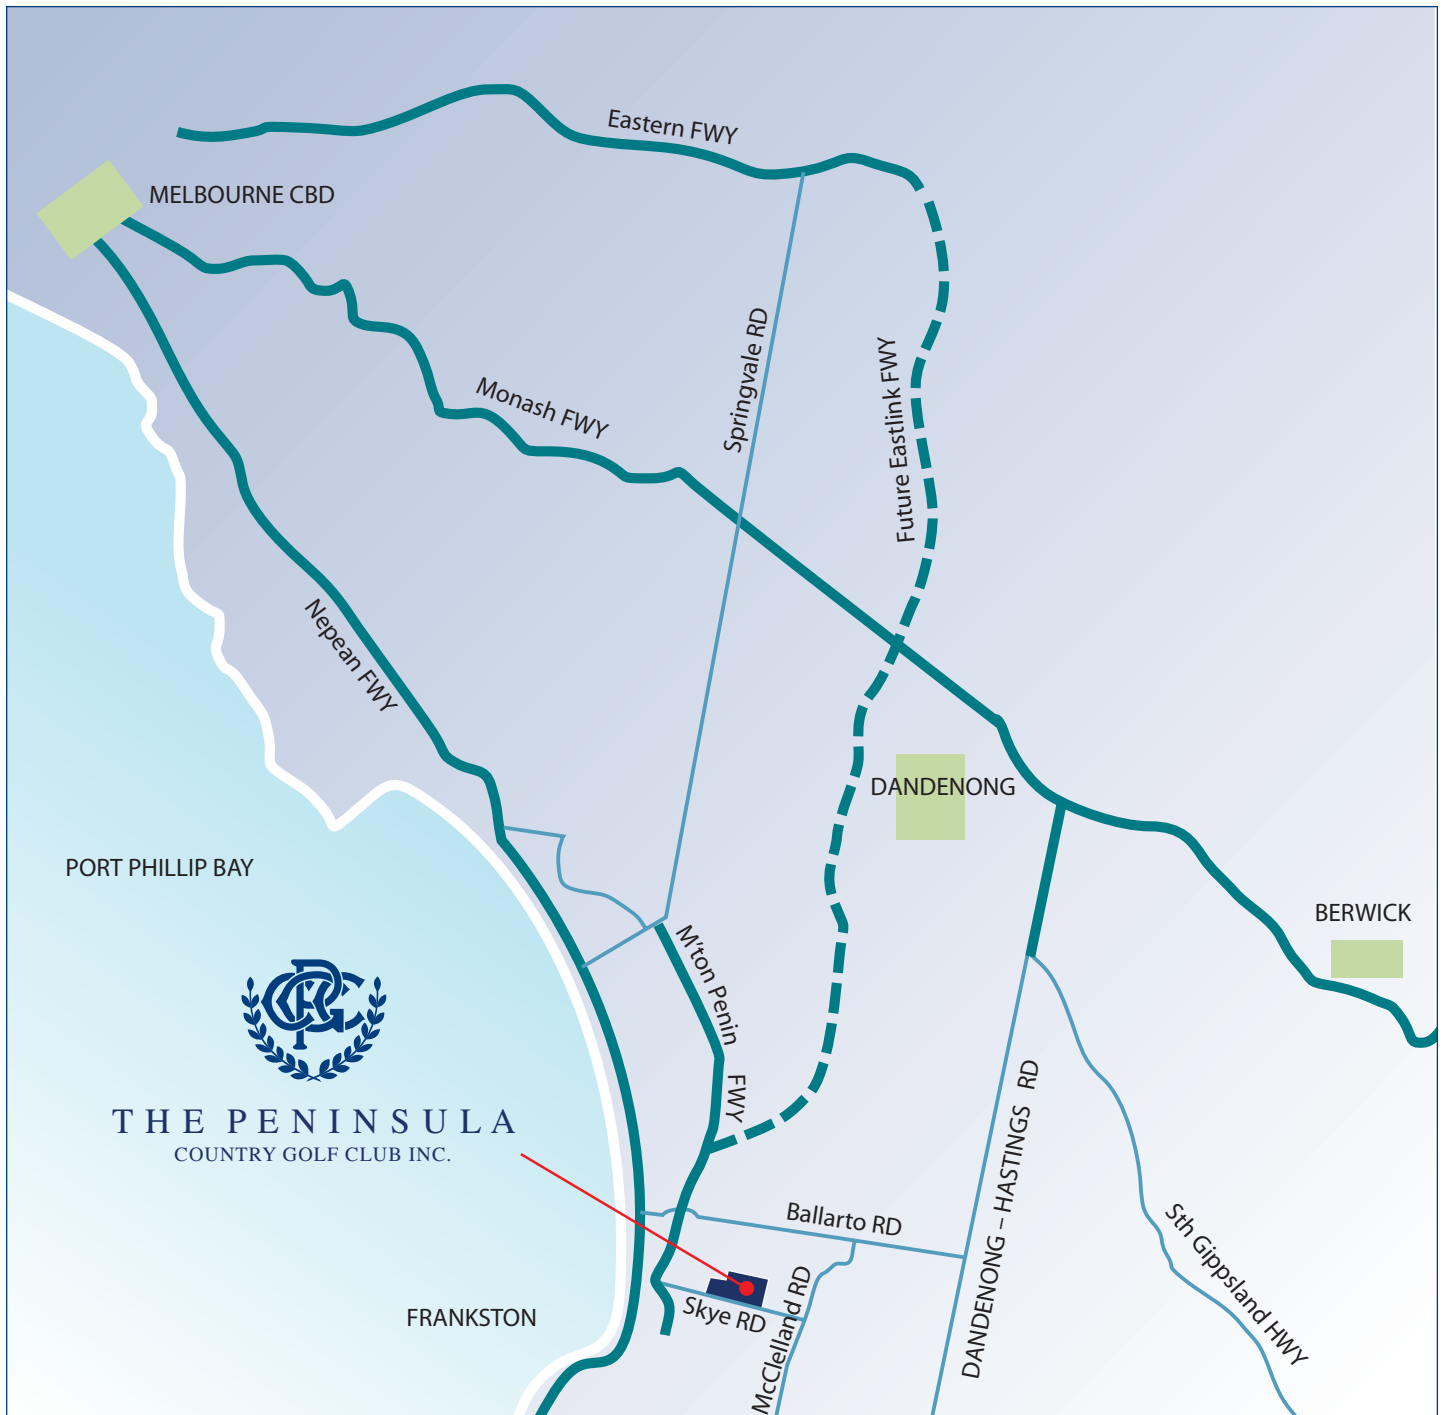 Eastern FWY
MELBOURNE CBD
Springvale RD
Future Eastlink FWY
Monash FWY
Nepean FWY
DANDENONG
PORT PHILLIP BAY
BERWICK
M'ton Penin FWY
PCGC
THE PENINSULA
COUNTRY GOLF CLUB INC.
DANDENONG – HASTINGS RD
Ballarto RD
Sth Gippsland HWY
FRANKSTON
Skye RD
McClelland RD